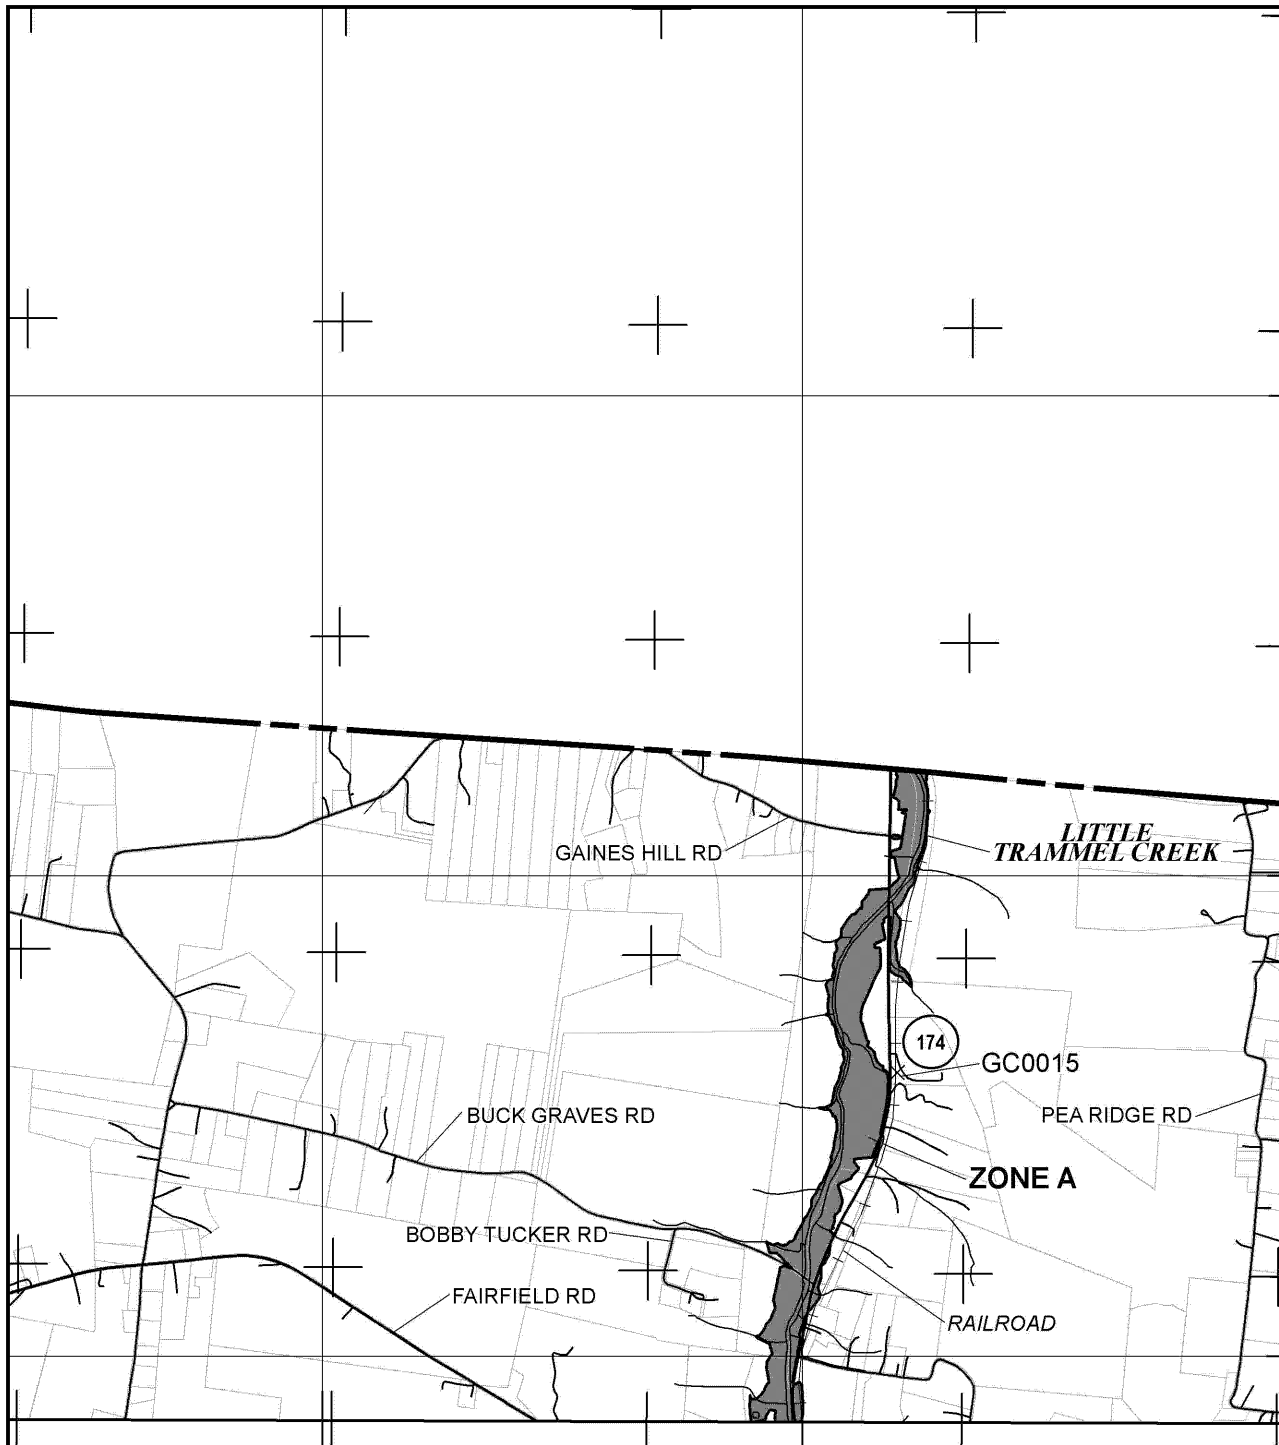 GAINES HILL RD
LITTLE
TRAMMEL CREEK
174
GC0015
BUCK GRAVES RD
PEA RIDGE RD
ZONE A
BOBBY TUCKER RD
FAIRFIELD RD
RAILROAD